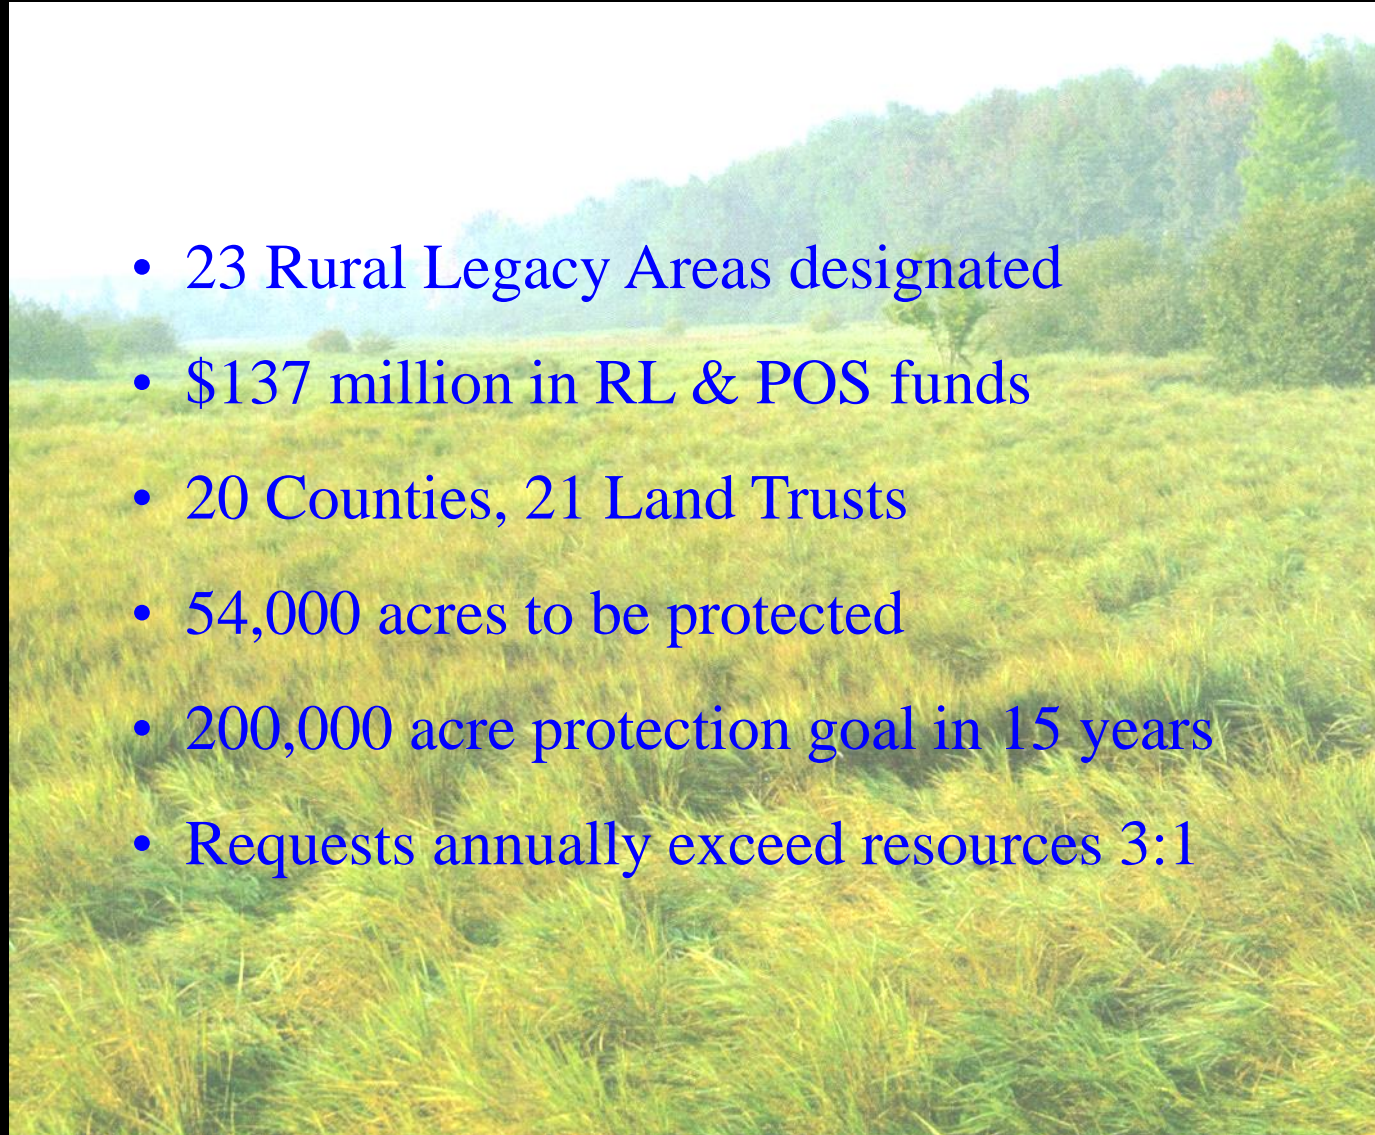 • 23 Rural Legacy Areas designated
• $137 million in RL & POS funds
• 20 Counties, 21 Land Trusts
• 54,000 acres to be protected
• 200,000 acre protection goal in 15 years
• Requests annually exceed resources 3:1